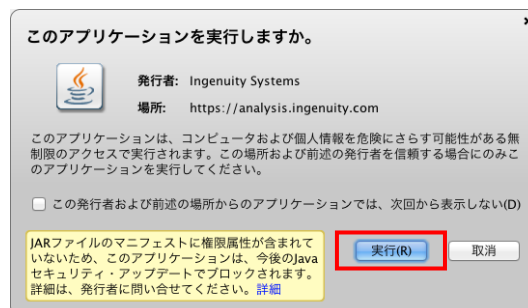 このアプリケーションを実行しますか。
発行者: Ingenuity Systems
場所: https://analysis.ingenuity.com
このアプリケーションは、コンピュータおよび個人情報を危険にさらす可能性がある無
制限のアクセスで実行されます。この場所および前述の発行者を信頼する場合にのみこ
のアプリケーションを実行してください。
この発行者および前述の場所からのアプリケーションでは、次回から表示しない(D)
JARファイルのマニフェストに権限属性が含まれて
いないため、このアプリケーションは、今後のJava
セキュリティ・アップデートでブロックされます。
詳細は、発行者に問い合せてください。詳細
実行(R) 取消